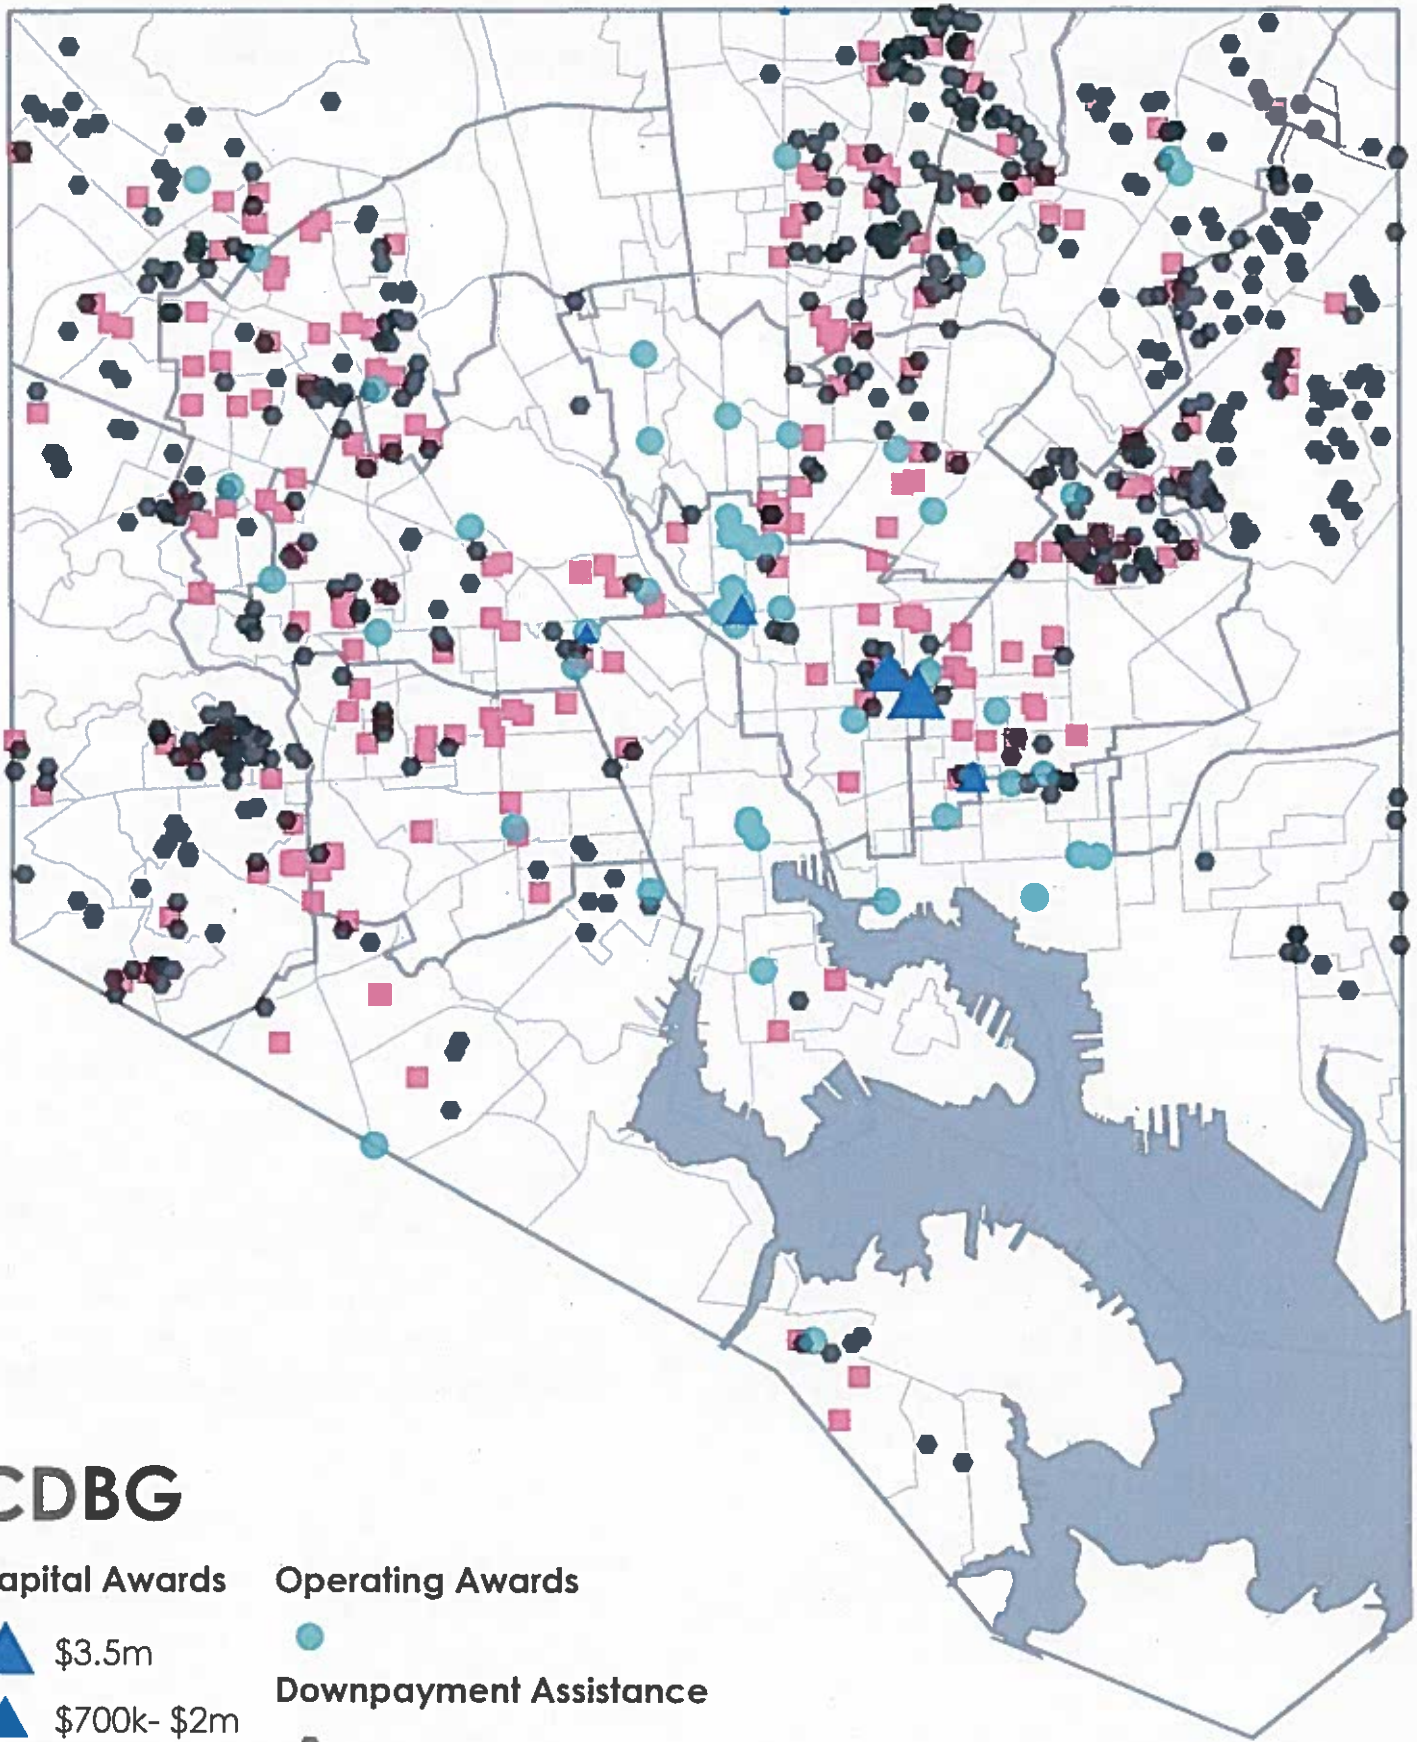 CDBG
apital Awards
$3.5m
$700k- $2m
Operating Awards
Downpayment Assistance